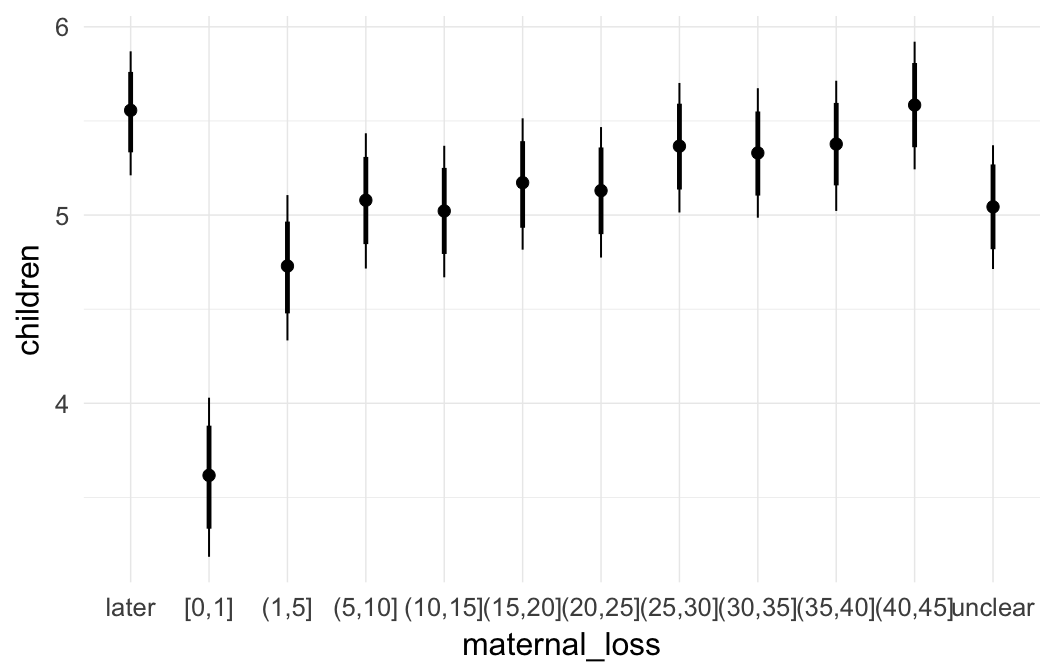 6
5
4
children
later [0,1] (1,5] (5,10] (10,15] (15,20] (20,25] (25,30] (30,35] (35,40] (40,45] unclear
maternal_loss